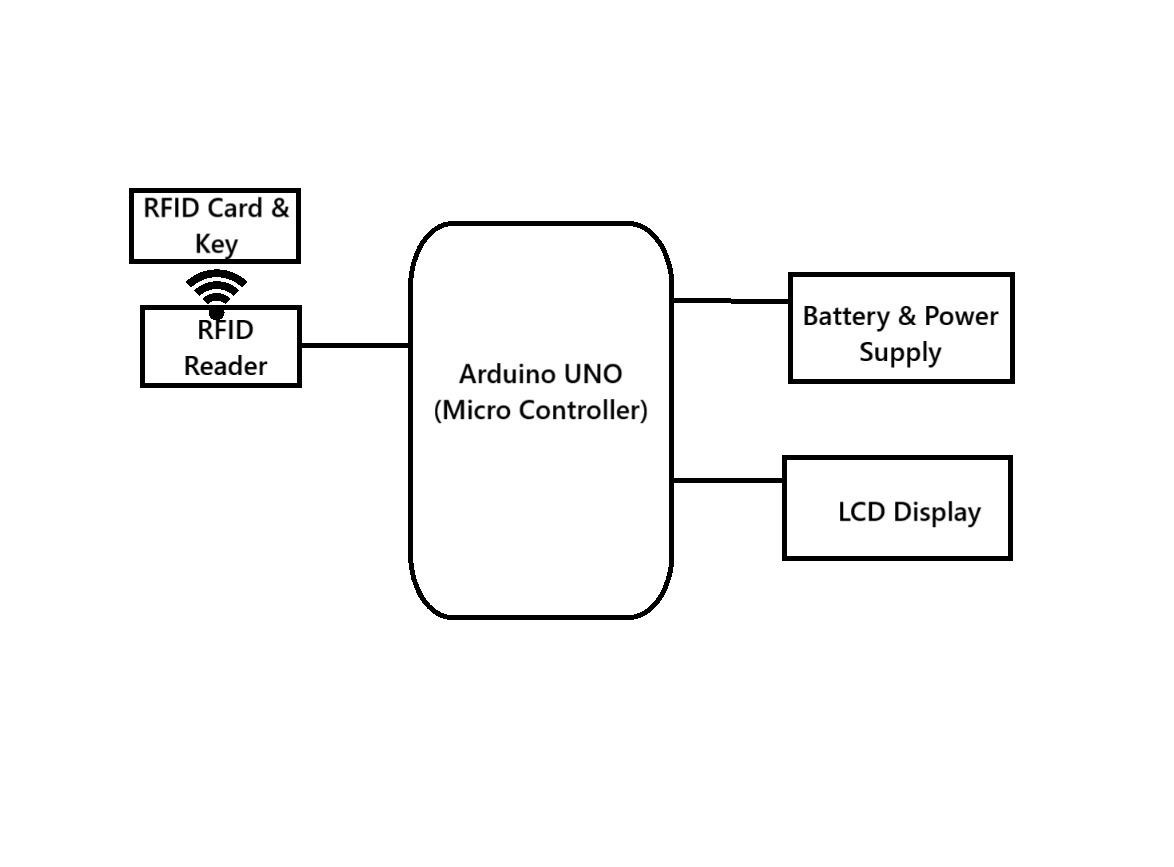 RFID Card &
Key
RFID
Reader
Arduino UNO
(Micro Controller)
Battery & Power
Supply
LCD Display